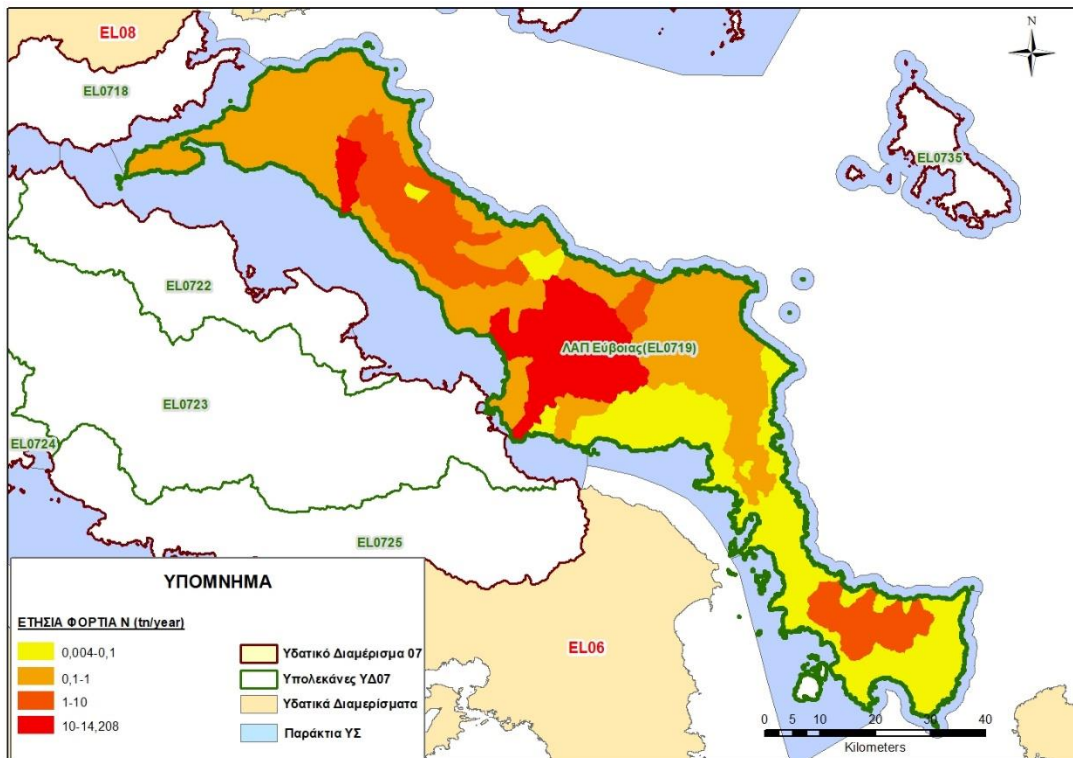 EL08
N
EL0718
EL0735
EL0722
ΛΑΠ Εύβοιας(EL0719)
EL0723
EL0724
EL0725
EL06
ΥΠΟΜΝΗΜΑ
ΕΤΗΣΙΑ ΦΟΡΤΙΑ N (tn/year)
0,004-0,1
0,1-1
1-10
10-14,208
Υδατικό Διαμέρισμα 07
Υπολεκάνες ΥΔ07
Υδατικά Διαμερίσματα
Παράκτια ΥΣ
0 5 10 20 30 40
Kilometers